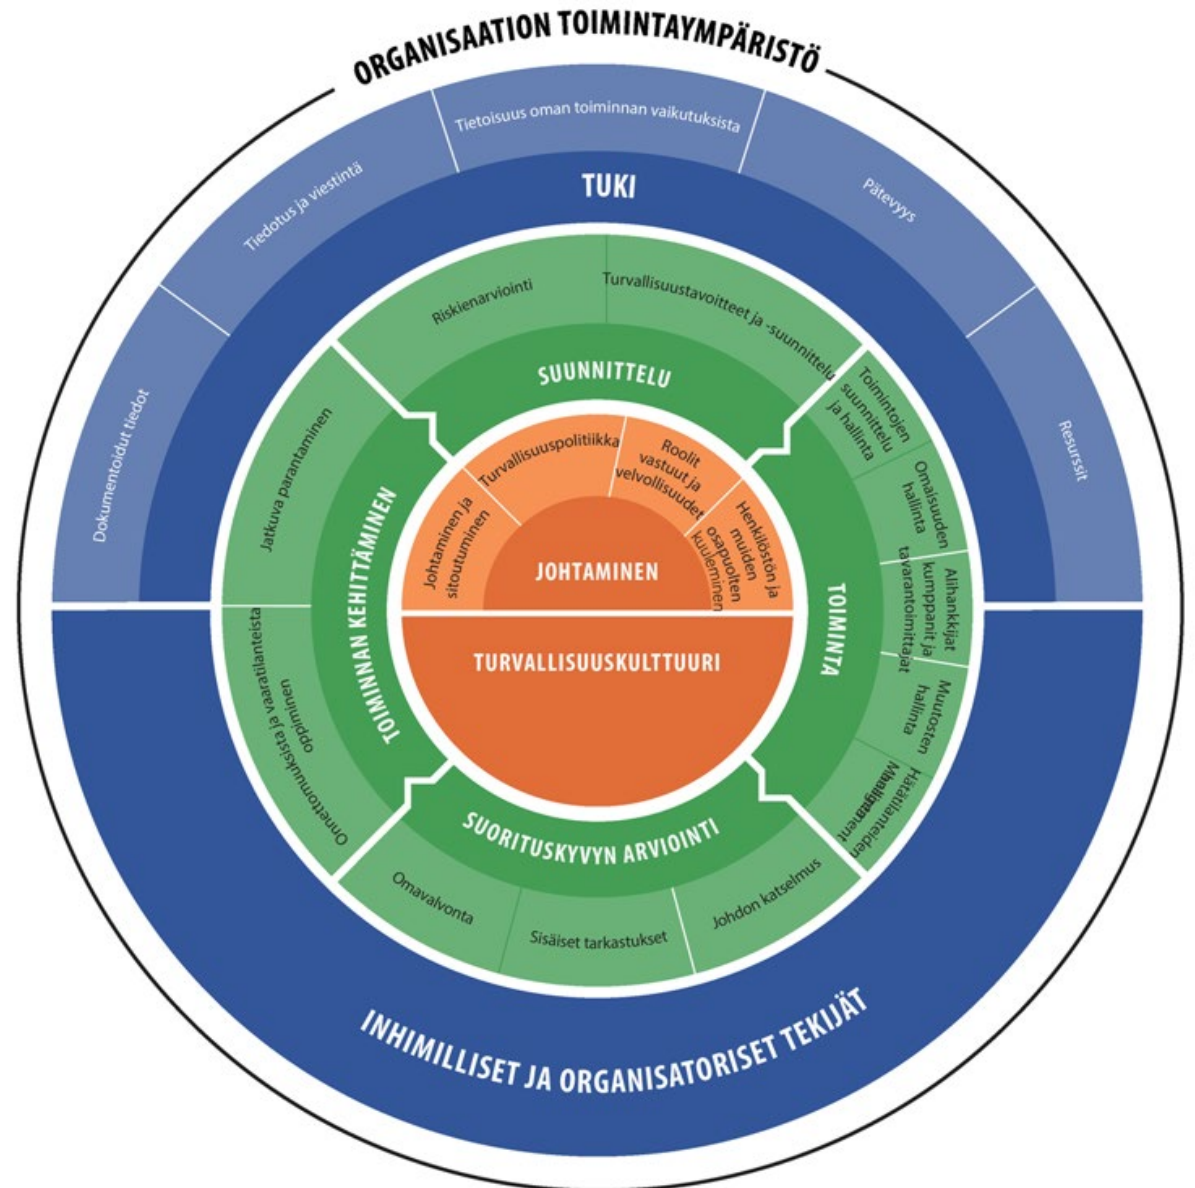 ORGANISAATION TOIMINTAYMPÄRISTÖ
Dokumentoidut tiedot
Tiedotus ja viestintä
Tietoisuus oman toiminnan vaikutuksista
Pätevyys
Resurssit
TUKI
Riskienarviointi
Turvallisuustavoitteet ja -suunnittelu
SUUNNITTELU
Toimintojen
suunnittelu
ja hallinta
Omaisuuden
hallinta
Alihankkijat
kumppanit ja
tavarantoimittajat
Muutosten
hallinta
Hätätilanteiden
TOIMINTA
Johdon katselmus
Sisäiset tarkastukset
Omavalvonta
SUORITUSKYVYN ARVIOINTI
Onnettomuuksista ja vaaratilanteista
oppiminen
Jatkuva parantaminen
TOIMINNAN KEHITTÄMINEN
Johtaminen ja
sitoutuminen
Turvallisuuspolitiikka
Roolit
vastuut ja
velvollisuudet
Henkilöstön ja
muiden
osapuolten
JOHTAMINEN
TURVALLISUUSKULTTUURI
INHIMILLISET JA ORGANISATORISET TEKIJÄT